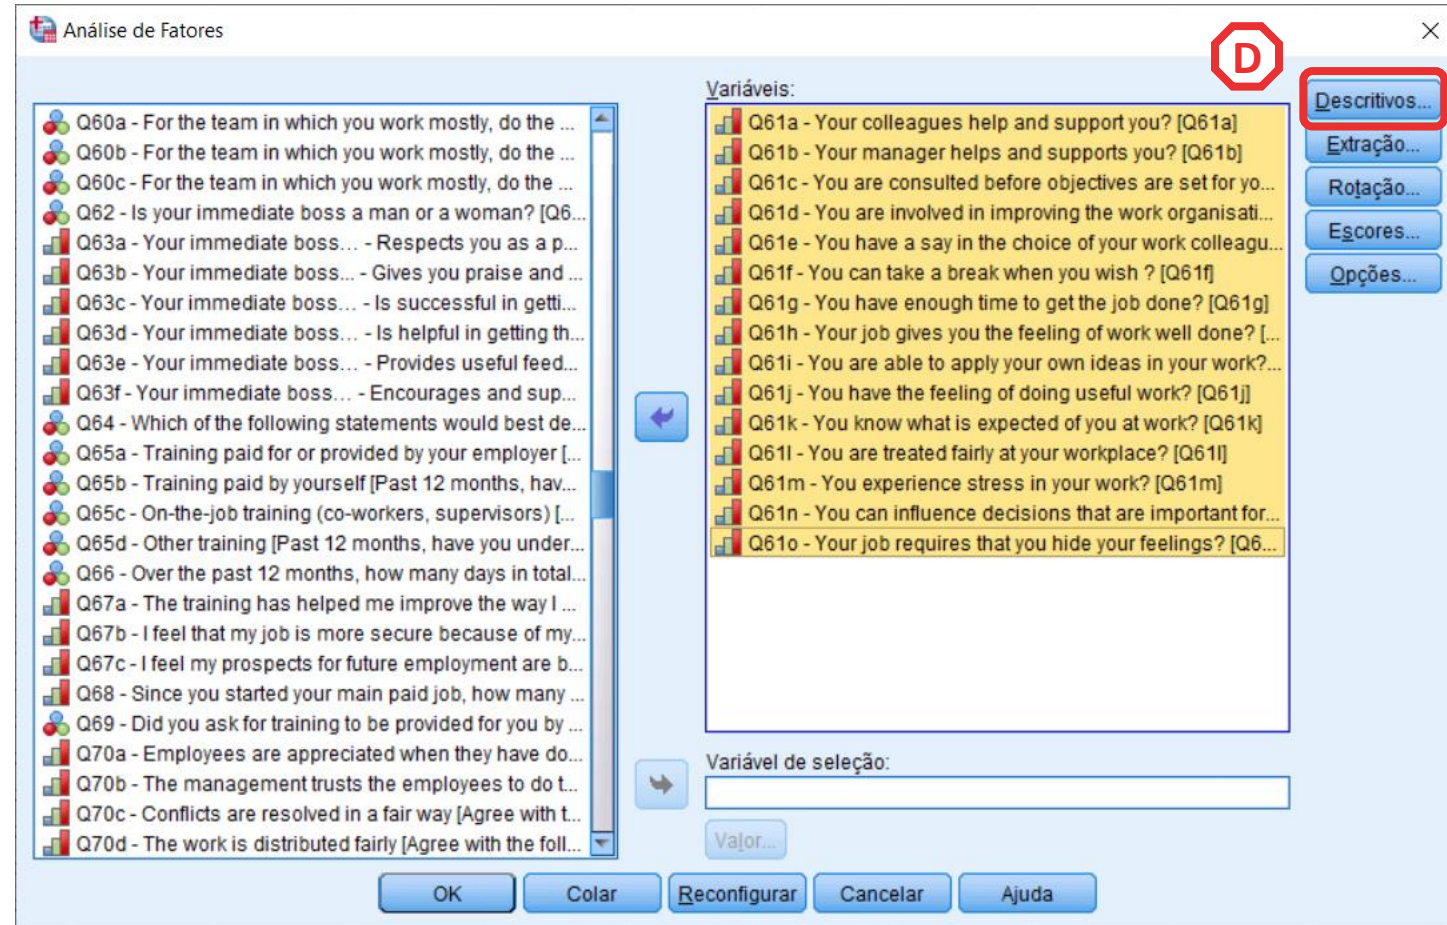 Análise de Fatores
D
Variáveis:
Q60a - For the team in which you work mostly, do the ...
Q60b - For the team in which you work mostly, do the ...
Q60c - For the team in which you work mostly, do the ...
Q62 - Is your immediate boss a man or a woman? [Q6...
Q63a - Your immediate boss... - Respects you as a p...
Q63b - Your immediate boss... - Gives you praise and ...
Q63c - Your immediate boss... - Is successful in getti...
Q63d - Your immediate boss... - Is helpful in getting th...
Q63e - Your immediate boss... - Provides useful feed...
Q63f - Your immediate boss... - Encourages and sup...
Q64 - Which of the following statements would best de...
Q65a - Training paid for or provided by your employer [...
Q65b - Training paid by yourself [Past 12 months, hav...
Q65c - On-the-job training (co-workers, supervisors) [...
Q65d - Other training [Past 12 months, have you under...
Q66 - Over the past 12 months, how many days in total...
Q67a - The training has helped me improve the way I ...
Q67b - I feel that my job is more secure because of my...
Q67c - I feel my prospects for future employment are b...
Q68 - Since you started your main paid job, how many ...
Q69 - Did you ask for training to be provided for you by ...
Q70a - Employees are appreciated when they have do...
Q70b - The management trusts the employees to do t...
Q70c - Conflicts are resolved in a fair way [Agree with t...
Q70d - The work is distributed fairly [Agree with the foll...
Q61a - Your colleagues help and support you? [Q61a]
Q61b - Your manager helps and supports you? [Q61b]
Q61c - You are consulted before objectives are set for yo...
Q61d - You are involved in improving the work organisati...
Q61e - You have a say in the choice of your work colleagu...
Q61f - You can take a break when you wish ? [Q61f]
Q61g - You have enough time to get the job done? [Q61g]
Q61h - Your job gives you the feeling of work well done? [...
Q61i - You are able to apply your own ideas in your work?...
Q61j - You have the feeling of doing useful work? [Q61j]
Q61k - You know what is expected of you at work? [Q61k]
Q61l - You are treated fairly at your workplace? [Q61l]
Q61m - You experience stress in your work? [Q61m]
Q61n - You can influence decisions that are important for...
Q61o - Your job requires that you hide your feelings? [Q6...
Descritivos...
Extração...
Rotação...
Escores...
Opções...
Variável de seleção:
Valor...
OK
Colar
Reconfigurar
Cancelar
Ajuda